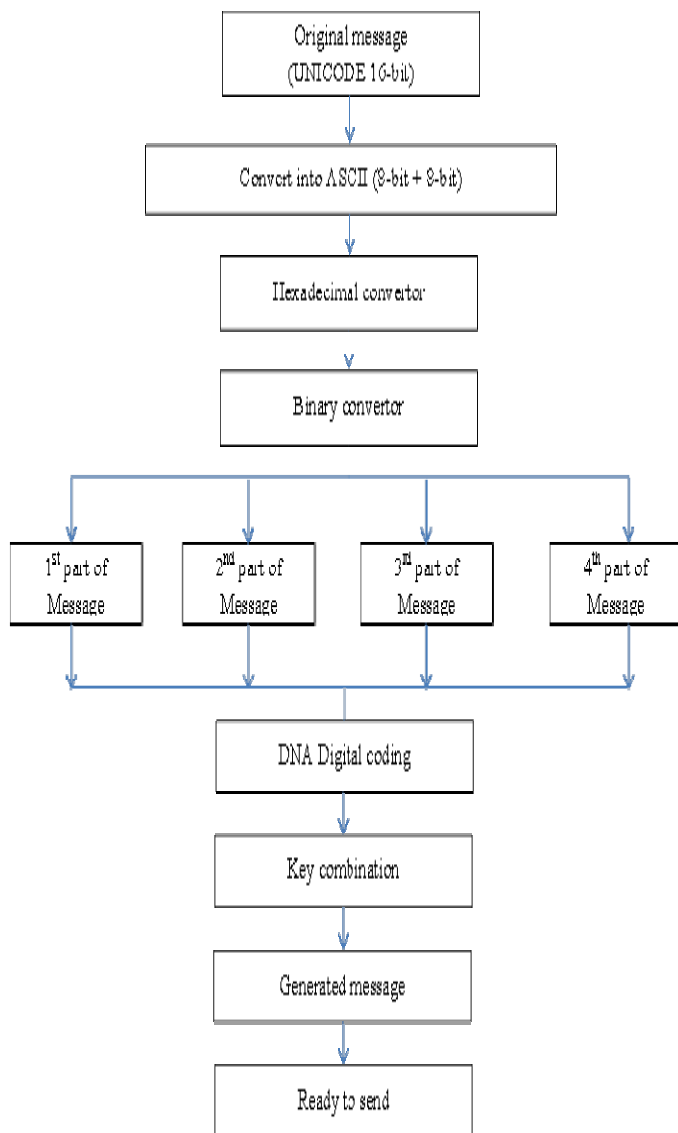 Original message
(UNICODE 16-bit)
Convert into ASCII (8-bit + 8-bit)
Hexadecimal convertor
Binary convertor
1st part of
Message
2nd part of
Message
3rd part of
Message
4th part of
Message
DNA Digital coding
Key combination
Generated message
Ready to send